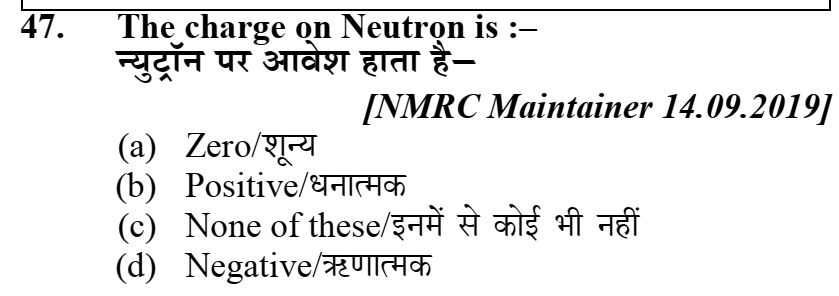 47. The charge on Neutron is :–
न्युट्रॉन पर आवेश हाता है–
[NMRC Maintainer 14.09.2019]
(a) Zero/शून्य
(b) Positive/धनात्मक
(c) None of these/इनमें से कोई भी नहीं
(d) Negative/ऋणात्मक